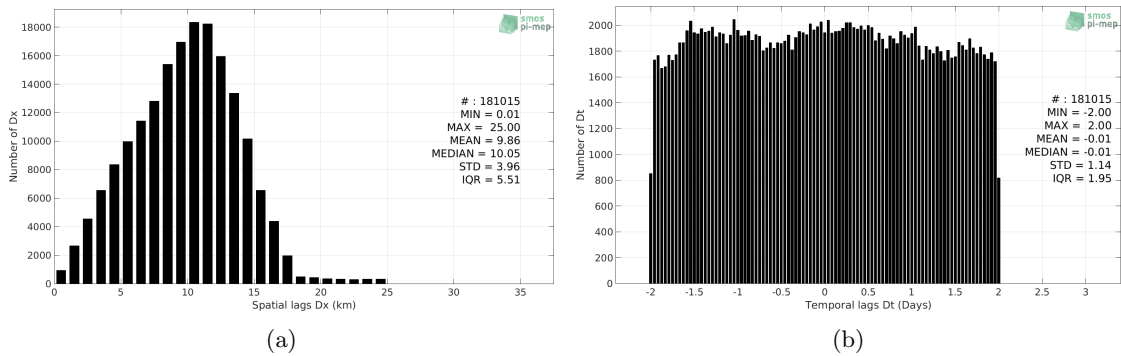 18000
16000
14000
12000
10000
8000
6000
4000
2000
0
Number of Dx
0 5 10 15 20 25 30 35
Spatial lags Dx (km)
smos
pi-mep
# : 181015
MIN = 0.01
MAX = 25.00
MEAN = 9.86
MEDIAN = 10.05
STD = 3.96
IQR = 5.51
(a)
2000
1800
1600
1400
1200
1000
800
600
400
200
0
Number of Dt
-2 -1.5 -1 -0.5 0 0.5 1 1.5 2 2.5 3
Temporal lags Dt (Days)
smos
pi-mep
# : 181015
MIN = -2.00
MAX = 2.00
MEAN = -0.01
MEDIAN = -0.01
STD = 1.14
IQR = 1.95
(b)